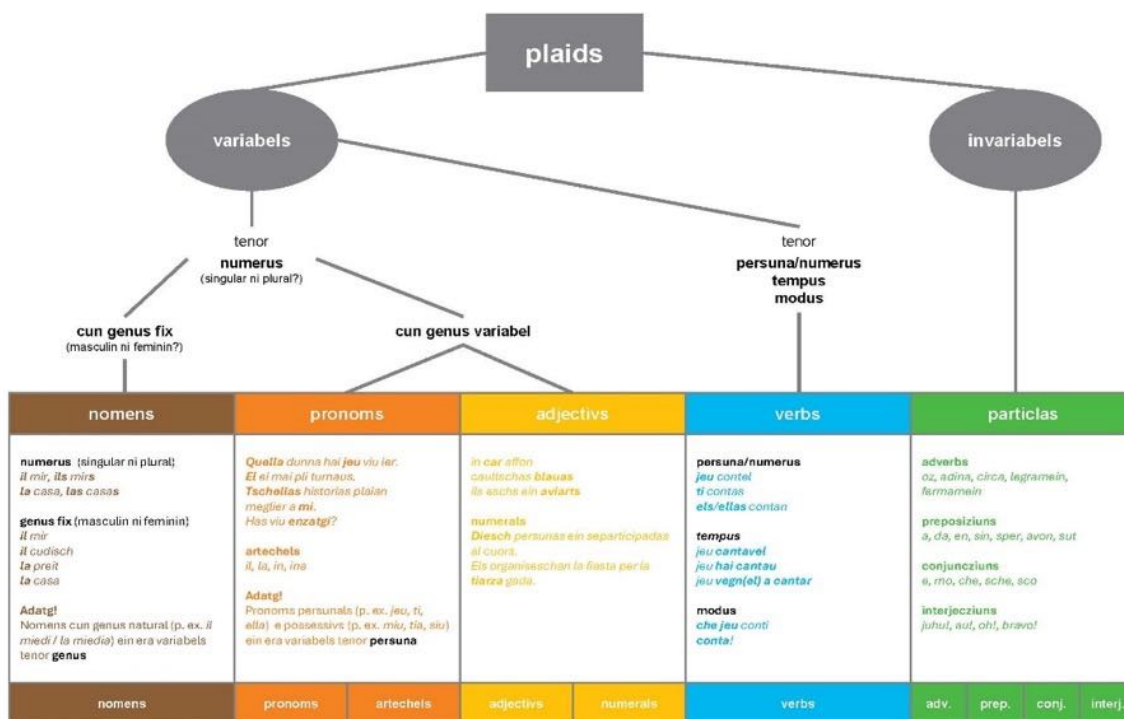 plaids
variabels
invariabels
tenor
numerus
(singular ni plural?)
tenor
persuna/numerus
tempus
modus
cun genus fix
(masculin ni feminin?)
cun genus variabel
nomens
pronoms
adjectivs
verbs
particlas
numerus (singular ni plural)
il mir, ils mirs
la casa, las casas
genus fix (masculin ni feminin)
il mir
il cudisch
la preit
la casa
Adatg!
Nomens cun genus natural (p. ex. il
miedi / la miedia) ein era variabels
tenor genus
Quella dunna hai jeu viu ier.
El ei mai pli turnaus.
Tschellas historias plaian
meglier a mi.
Has viu enzatgi?
artechels
il, la, in, ina
Adatg!
Pronoms persunals (p. ex. jeu, ti,
ella) e possessivs (p. ex. miu, tia, siu)
ein era variabels tenor persuna
in car affon
caultschas blauas
ils eschs ein aviarts
numerals
Diesch persunas ein separticipadas
al cuors.
Els organiseschan la fiasta per la
tiarza gada.
persuna/numerus
jeu contel
ti contas
els/ellas contan
tempus
jeu cantavel
jeu hai cantau
jeu vegn(el) a cantar
modus
che jeu conti
conta!
adverbs
oz, adina, circa, legramein,
fermamein
preposiziuns
a, da, en, sin, sper, avon, sut
conjuncziuns
e, mo, che, sche, sco
interjecziuns
juhu!, au!, oh!, bravo!
nomens
pronoms
artechels
adjectivs
numerals
verbs
adv.
prep.
conj.
interj.